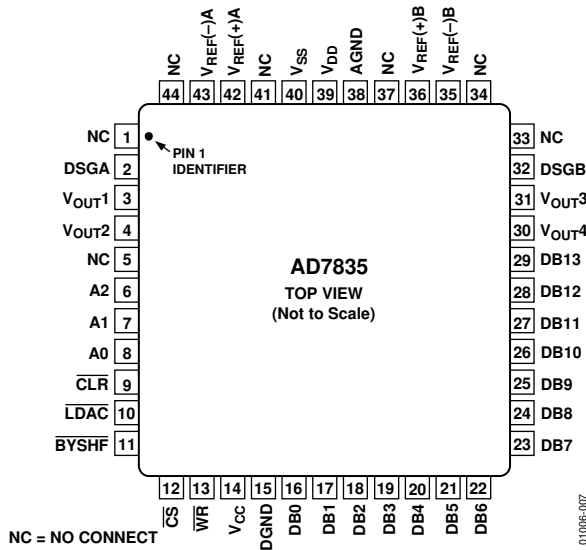 NC
VREF(–)A
VREF(+)A
NC
VSS
VDD
AGND
NC
VREF(+)B
VREF(–)B
NC
44 43 42 41 40 39 38 37 36 35 34
NC 1
DSGA 2
VOUT1 3
VOUT2 4
NC 5
A2 6
A1 7
A0 8
CLR 9
LDAC 10
BYSHF 11
PIN 1
IDENTIFIER
AD7835
TOP VIEW
(Not to Scale)
33 NC
32 DSGB
31 VOUT3
30 VOUT4
29 DB13
28 DB12
27 DB11
26 DB10
25 DB9
24 DB8
23 DB7
12 13 14 15 16 17 18 19 20 21 22
CS
WR
VCC
DGND
DB0
DB1
DB2
DB3
DB4
DB5
DB6
NC = NO CONNECT
01006-007